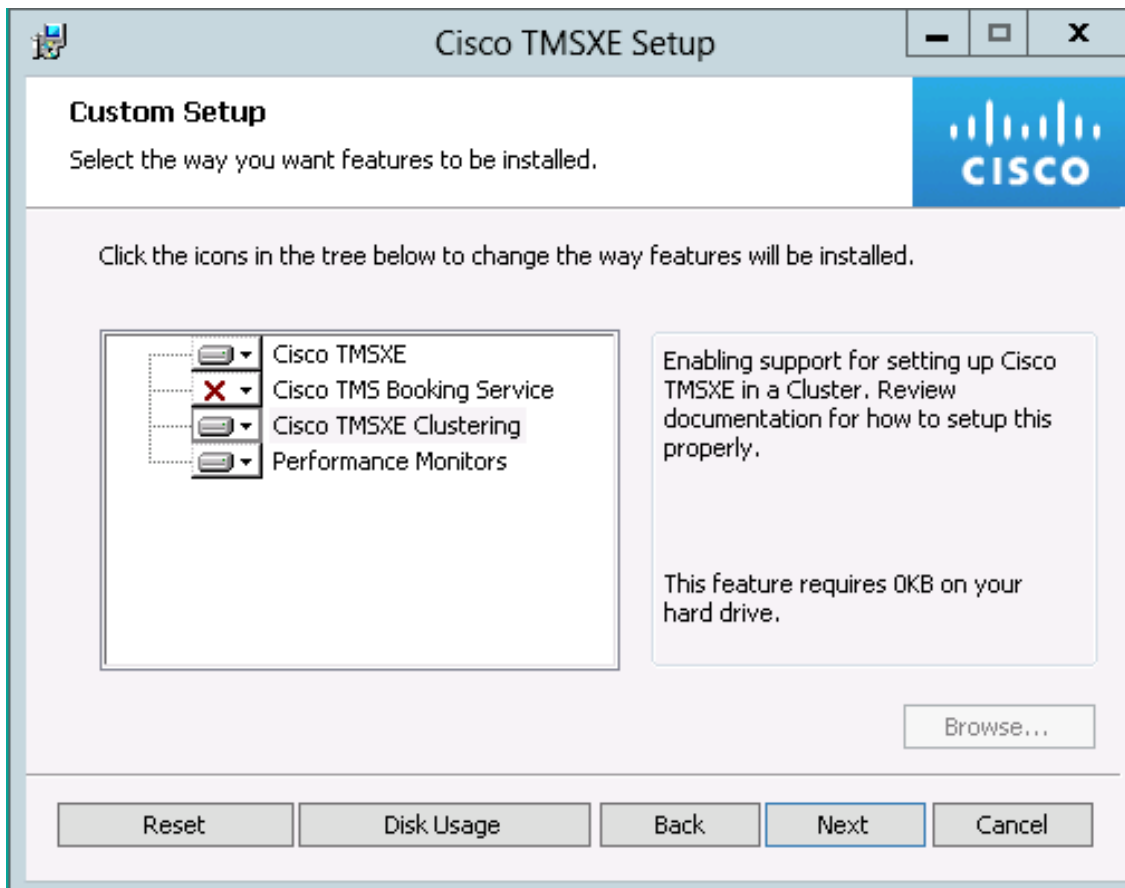 Cisco TMSXE Setup
Custom Setup
Select the way you want features to be installed.
CISCO
Click the icons in the tree below to change the way features will be installed.
Cisco TMSXE
Cisco TMS Booking Service
Cisco TMSXE Clustering
Performance Monitors
Enabling support for setting up Cisco
TMSXE in a Cluster. Review
documentation for how to setup this
properly.
This feature requires 0KB on your
hard drive.
Browse...
Reset
Disk Usage
Back
Next
Cancel